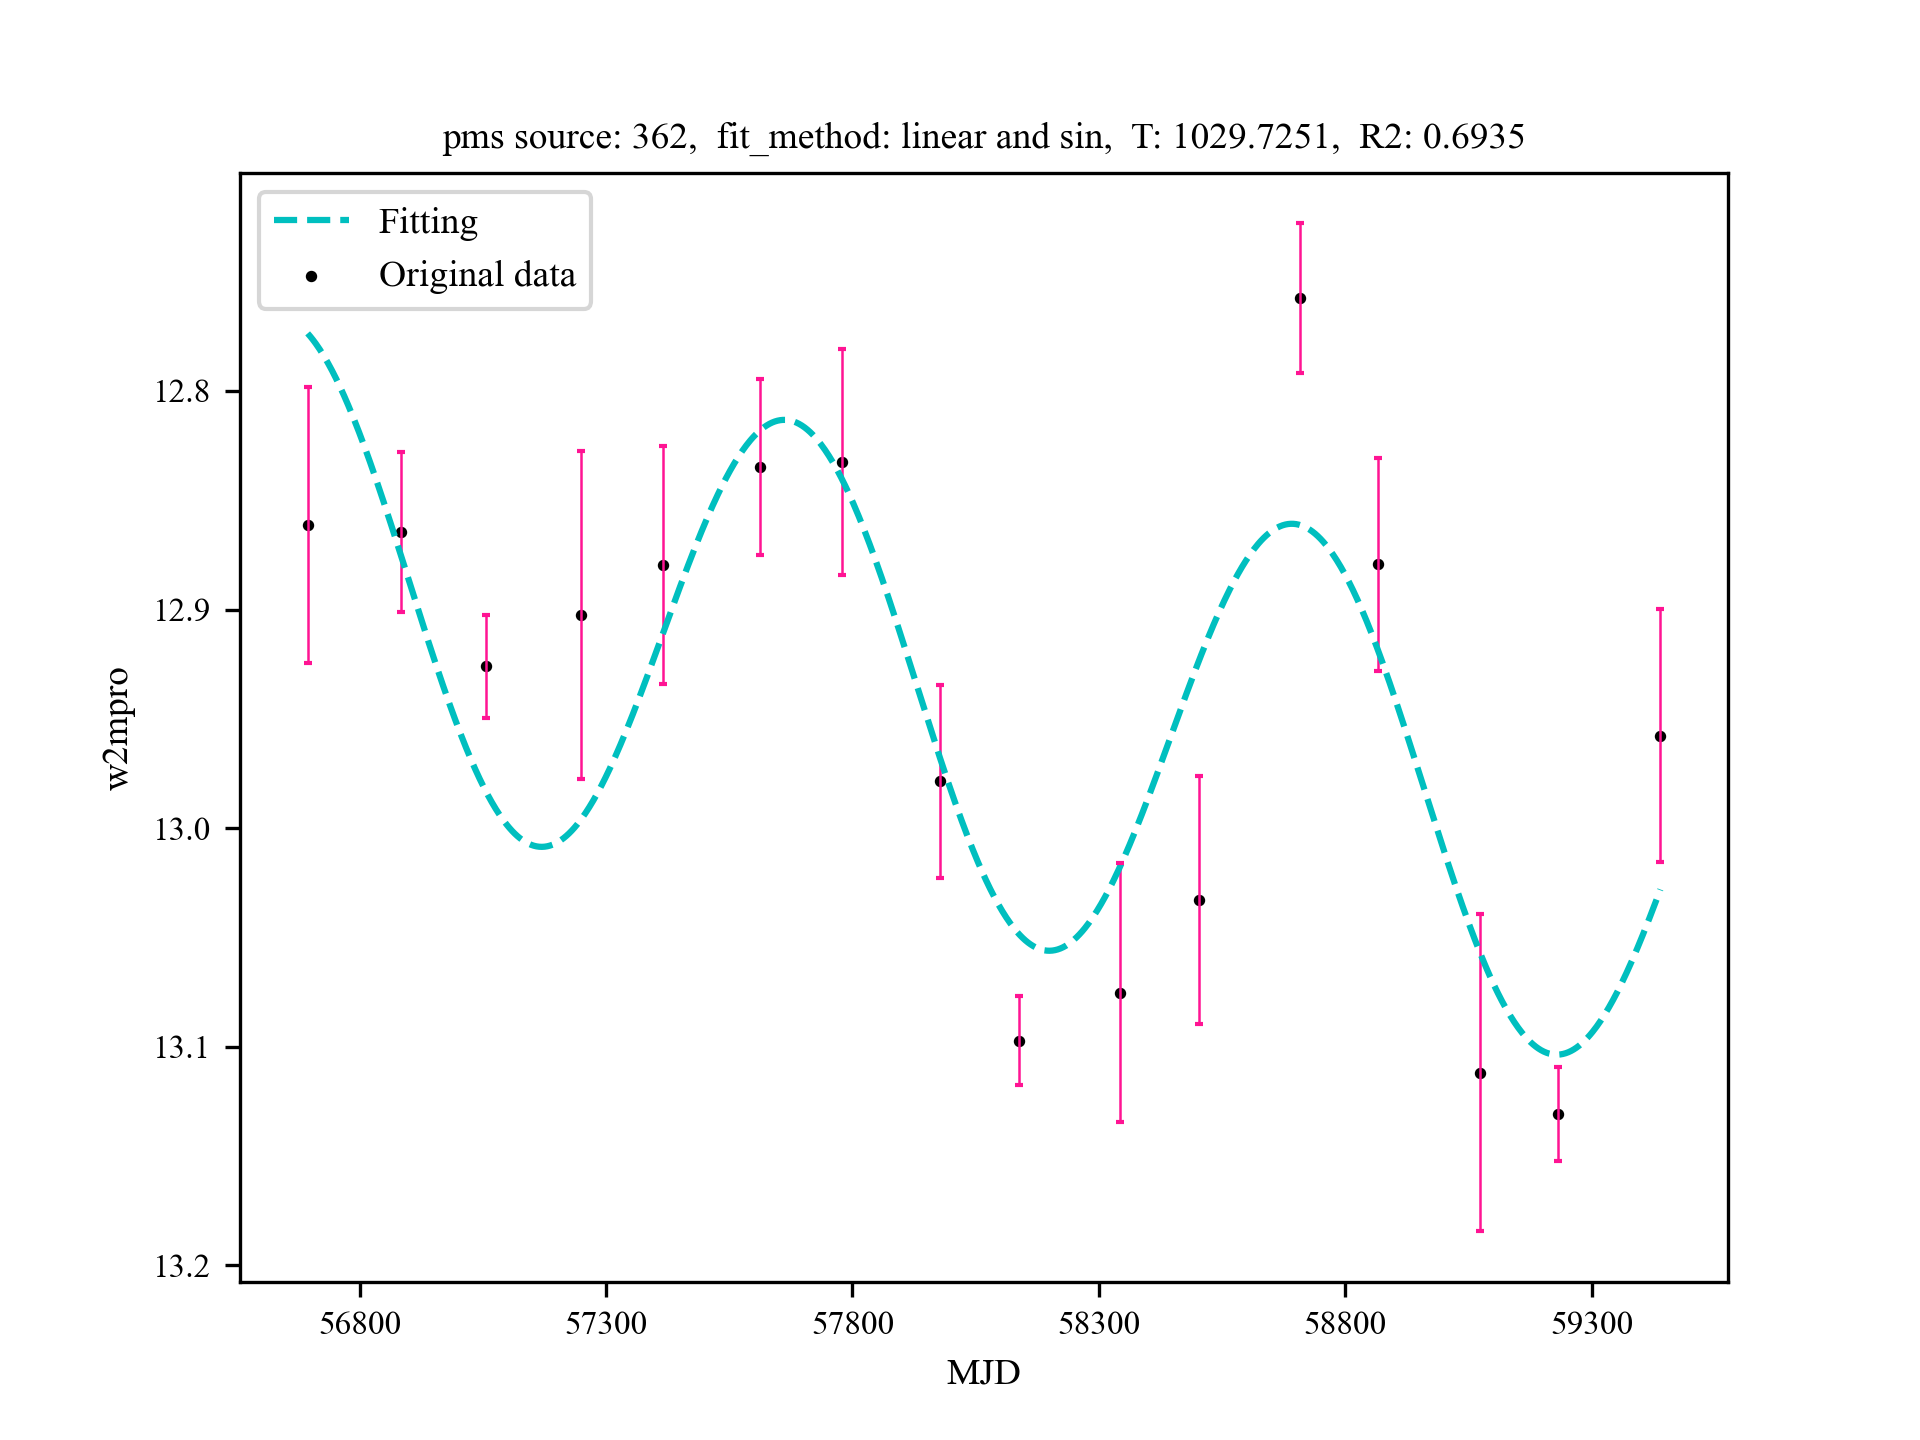 pms source: 362,  fit_method: linear and sin,  T: 1029.7251,  R2: 0.6935
Fitting
Original data
12.8
12.9
13.0
13.1
13.2
w2mpro
56800 57300 57800 58300 58800 59300
MJD